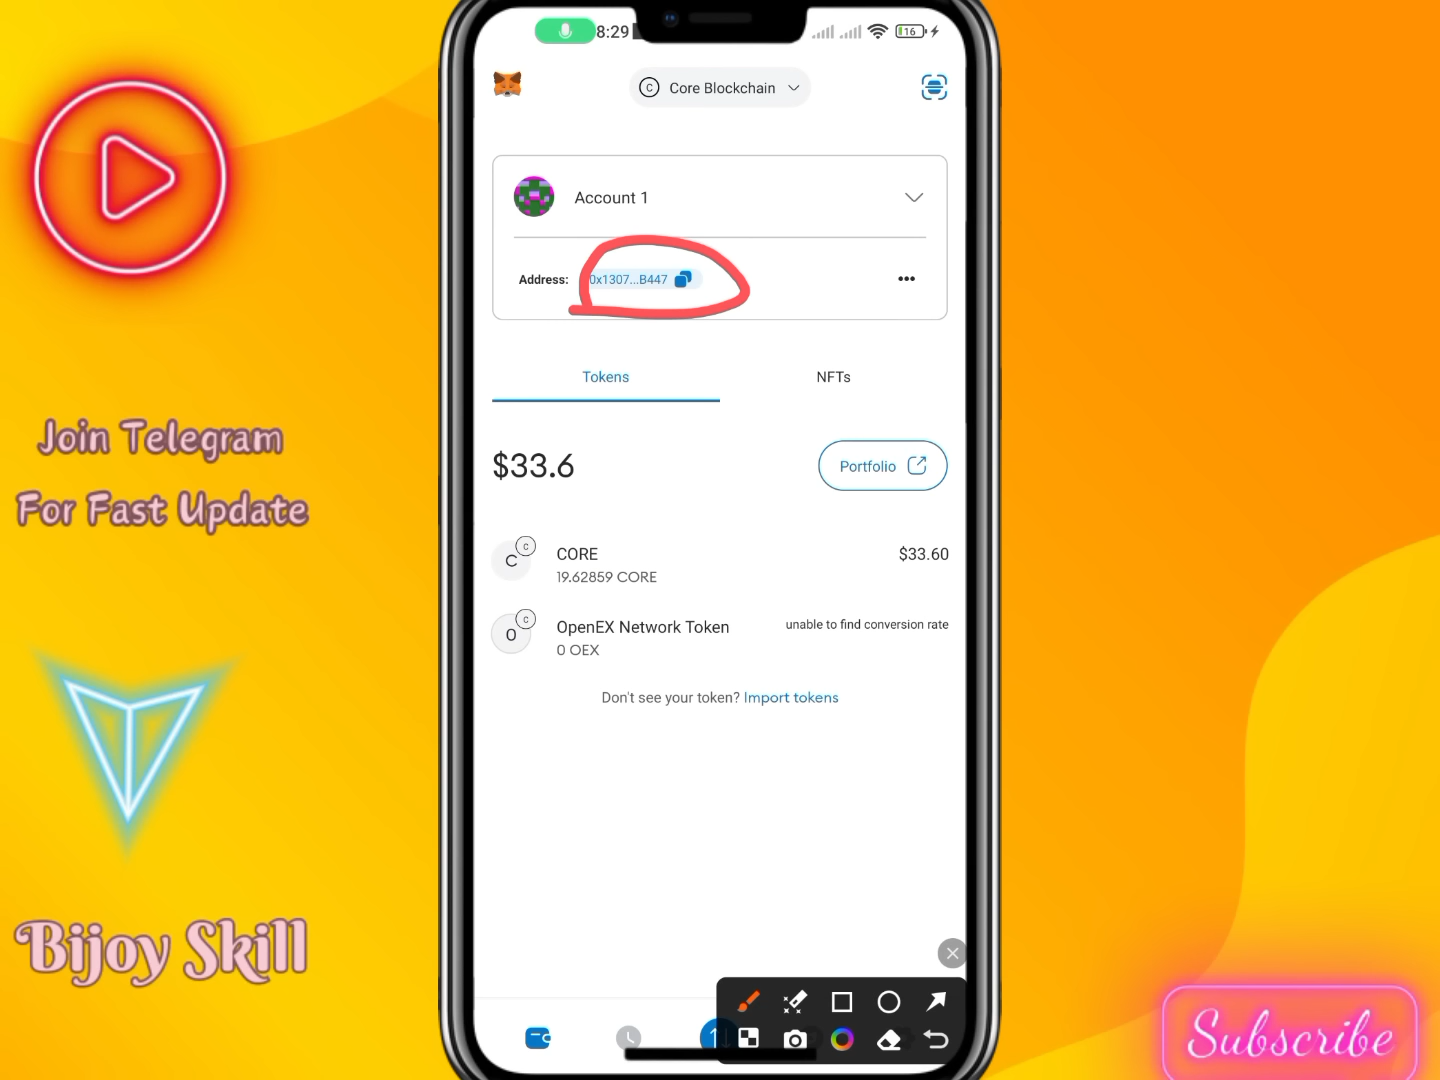 8:29
16
C Core Blockchain
Account 1
Address: 0x1307...B447
Tokens
NFTs
$33.6
Portfolio
C C
CORE
$33.60
19.62859 CORE
O C
OpenEX Network Token
unable to find conversion rate
0 OEX
Don't see your token? Import tokens
Join Telegram
For Fast Update
Bijoy Skill
Subscribe